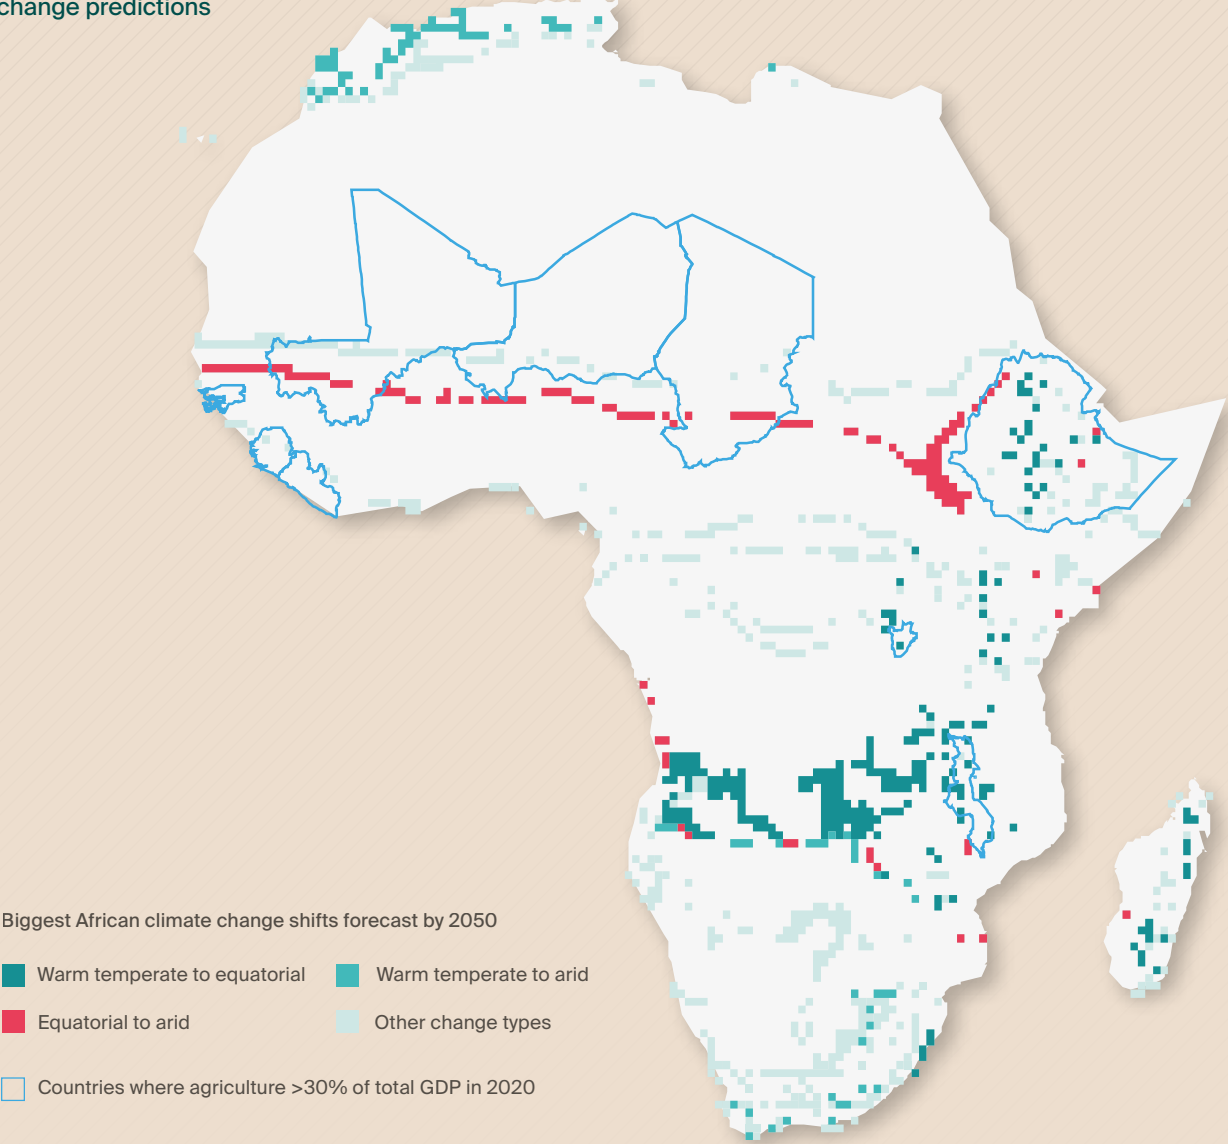 change predictions
Biggest African climate change shifts forecast by 2050
Warm temperate to equatorial
Warm temperate to arid
Equatorial to arid
Other change types
Countries where agriculture >30% of total GDP in 2020